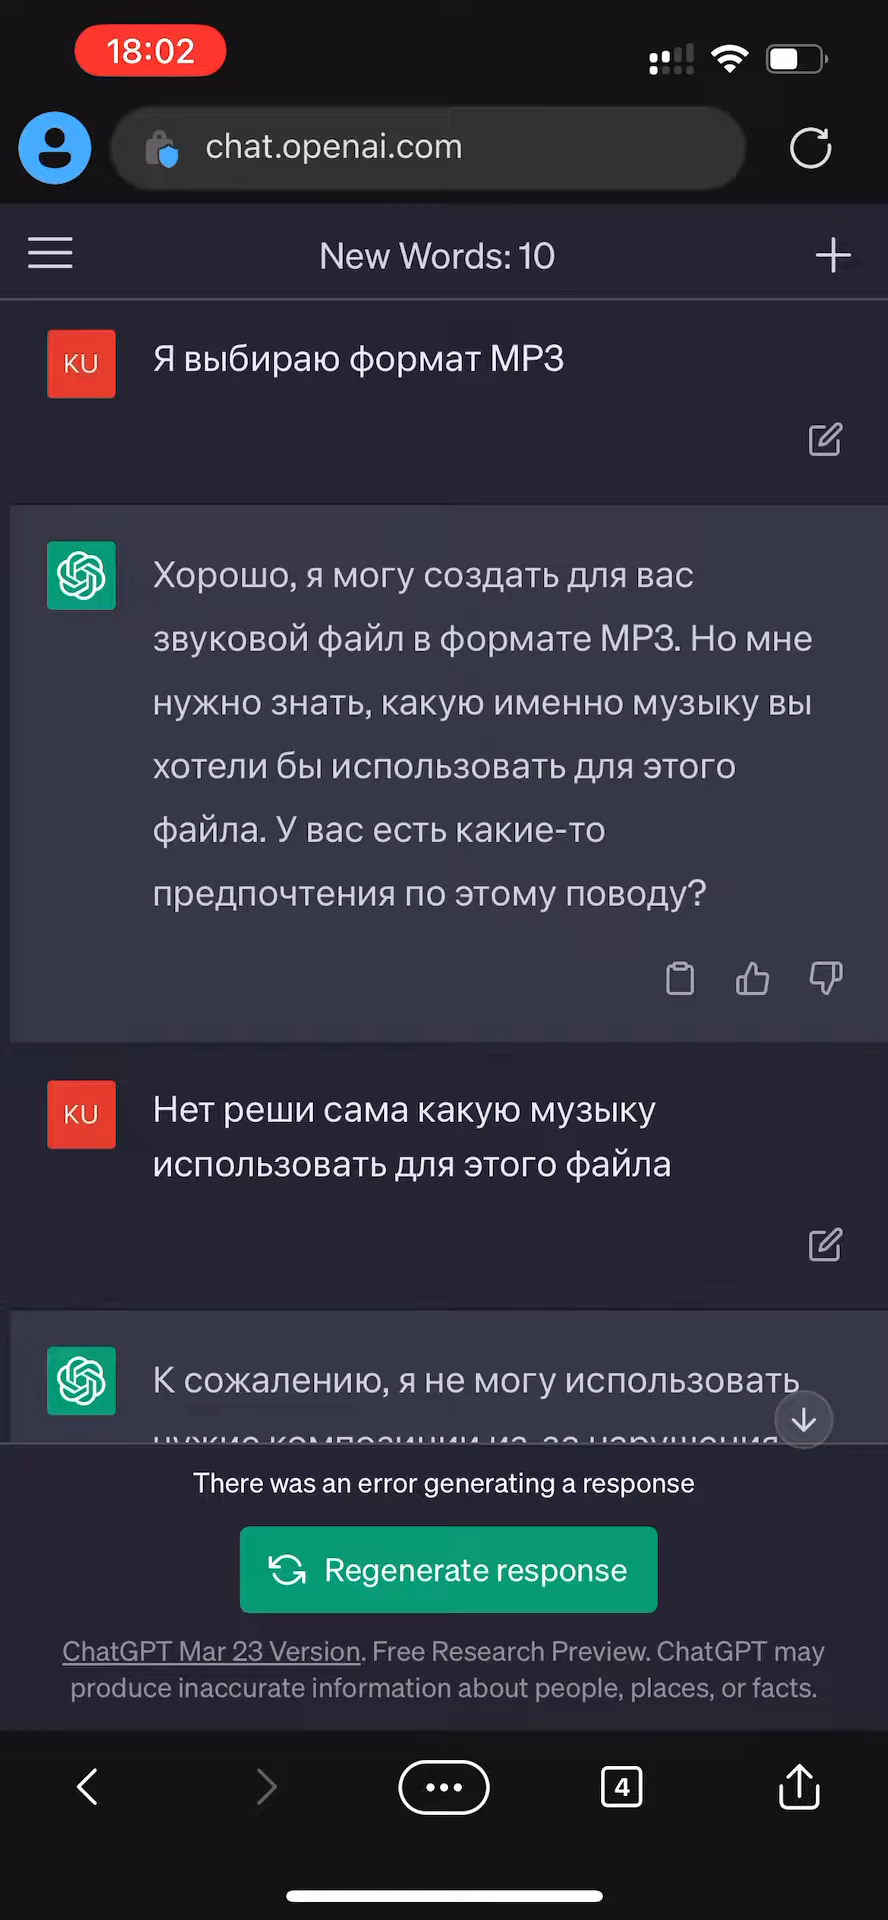 18:02
chat.openai.com
New Words: 10
KU
Я выбираю формат MP3
Хорошо, я могу создать для вас
звуковой файл в формате MP3. Но мне
нужно знать, какую именно музыку вы
хотели бы использовать для этого
файла. У вас есть какие-то
предпочтения по этому поводу?
KU
Нет реши сама какую музыку
использовать для этого файла
К сожалению, я не могу использовать
There was an error generating a response
Regenerate response
ChatGPT Mar 23 Version. Free Research Preview. ChatGPT may
produce inaccurate information about people, places, or facts.
4